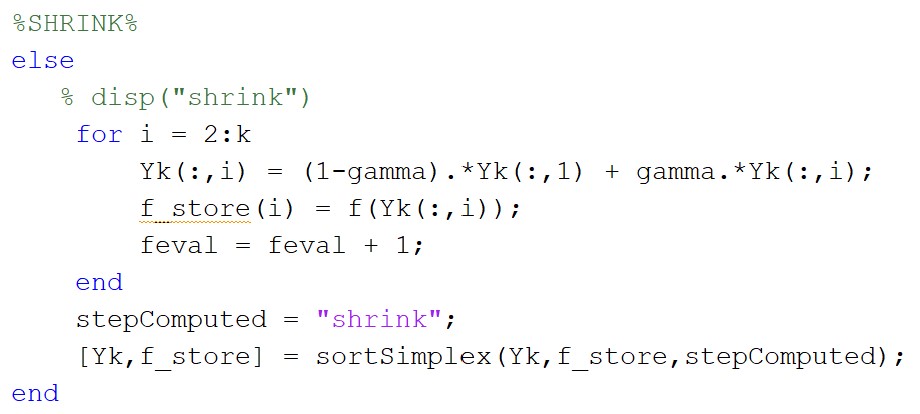 %SHRINK%
else
% disp("shrink")
for i = 2:k
Yk(:,i) = (1-gamma).*Yk(:,1) + gamma.*Yk(:,i);
f_store(i) = f(Yk(:,i));
feval = feval + 1;
end
stepComputed = "shrink";
[Yk,f_store] = sortSimplex(Yk,f_store,stepComputed);
end